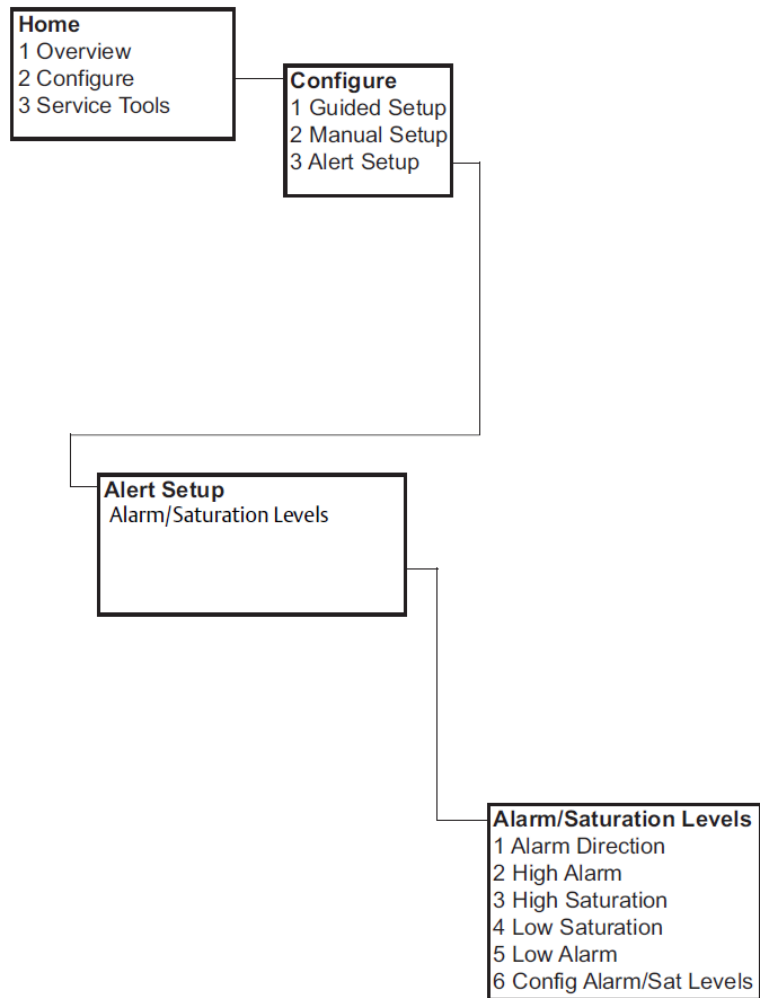 Home
1 Overview
2 Configure
3 Service Tools
Configure
1 Guided Setup
2 Manual Setup
3 Alert Setup
Alert Setup
Alarm/Saturation Levels
Alarm/Saturation Levels
1 Alarm Direction
2 High Alarm
3 High Saturation
4 Low Saturation
5 Low Alarm
6 Config Alarm/Sat Levels